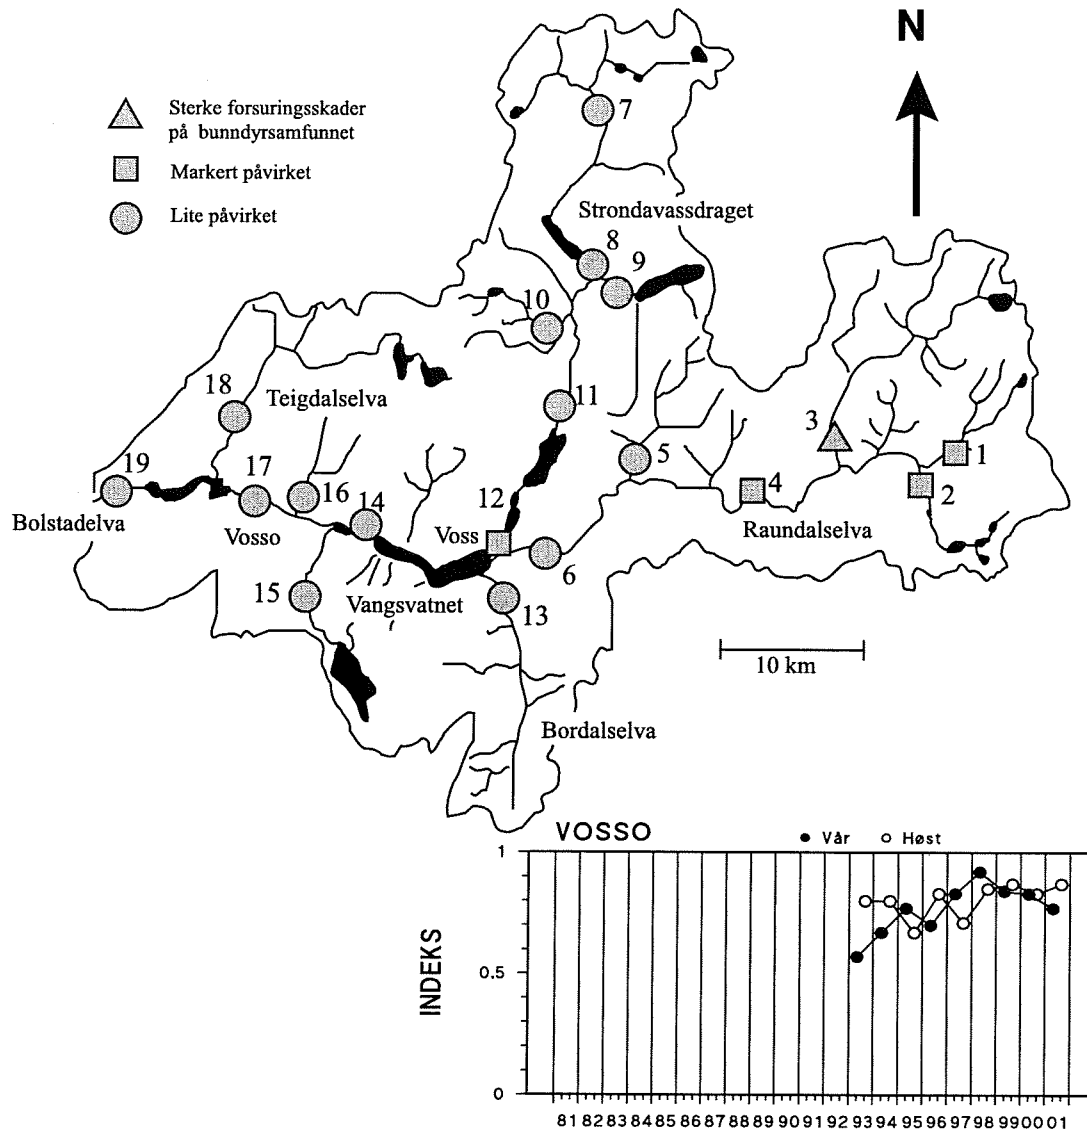 N
Sterke forsuringsskader
på bunndyrsamfunnet
Markert påvirket
Lite påvirket
7
Strondavassdraget
8
9
10
18
Teigdalselva
11
3
5
1
19
17
16
14
12
4
2
Bolstadelva
Vosso
Voss
Raundalselva
6
15
Vangsvatnet
13
10 km
Bordalselva
VOSSO
Vår
Høst
1
INDEKS
0.5
0
81 82 83 84 85 86 87 88 89 90 91 92 93 94 95 96 97 98 99 00 01